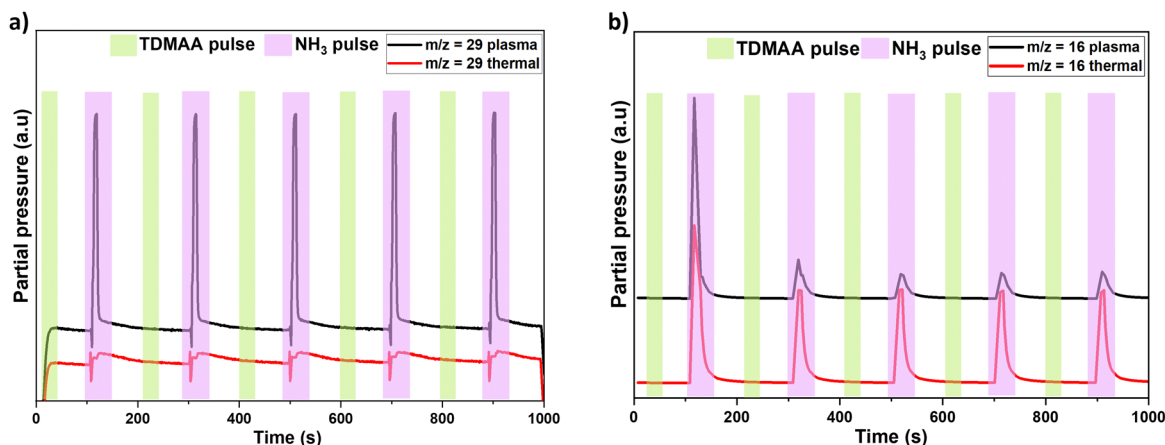 a)
TDMAA pulse
NH3 pulse
m/z = 29 plasma
m/z = 29 thermal
Partial pressure (a.u)
0 200 400 600 800 1000
Time (s)
b)
TDMAA pulse
NH3 pulse
m/z = 16 plasma
m/z = 16 thermal
Partial pressure (a.u)
0 200 400 600 800 1000
Time (s)